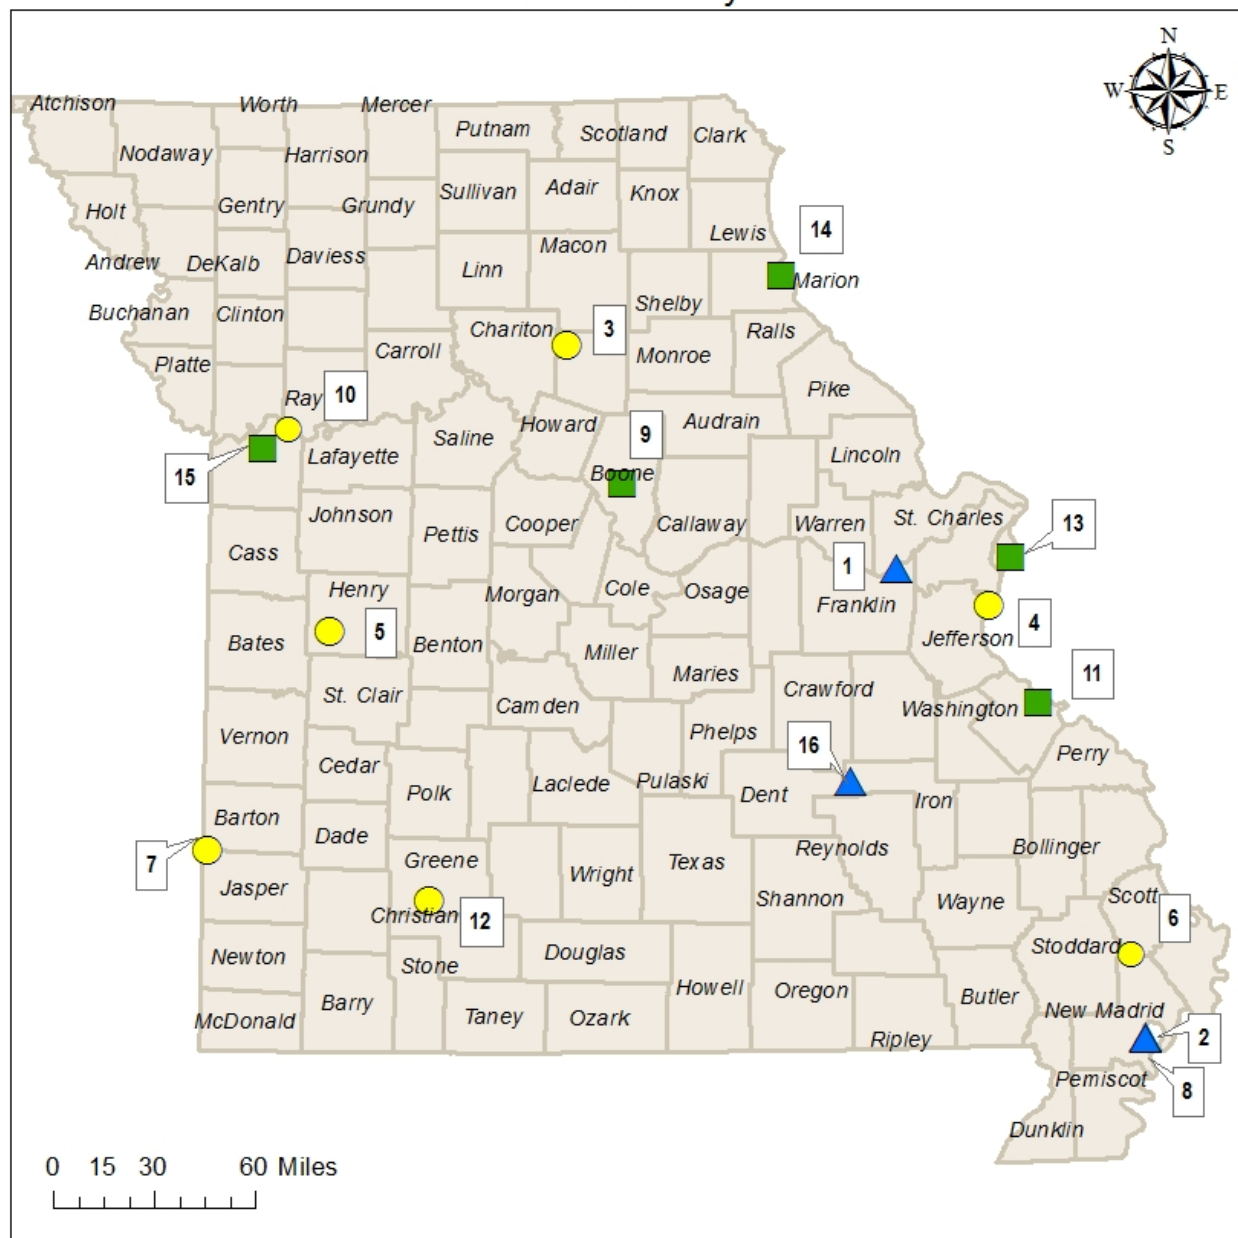 N
W E
S
Atchison Worth Mercer
Putnam Scotland Clark
Nodaway Harrison
Sullivan Adair Knox
Holt Gentry Grundy
Lewis 14
Andrew DeKalb Daviess Linn Macon
Marion
Buchanan Clinton Shelby
Chariton 3 Ralls
Platte Carroll Monroe
Ray 10 Pike
Howard 9 Audrain
Saline
15 Lafayette Boone Lincoln
Johnson Pettis Cooper Callaway Warren St. Charles 13
Cass 1
Henry Morgan Cole Osage Franklin
5 4
Bates Benton Miller Jefferson
Maries 11
St. Clair Camden Crawford Washington
Vernon Phelps 16
Cedar Perry
Polk Laclede Pulaski Dent Iron
Barton Dade
7 Greene Reynolds Bollinger
Jasper Wright Texas
Christian 12 Shannon Wayne Scott 6
Newton Stone Douglas Stoddard
Barry Howell Oregon Butler New Madrid
McDonald Taney Ozark
Ripley 2
Pemiscot 8
Dunklin
0 15 30 60 Miles